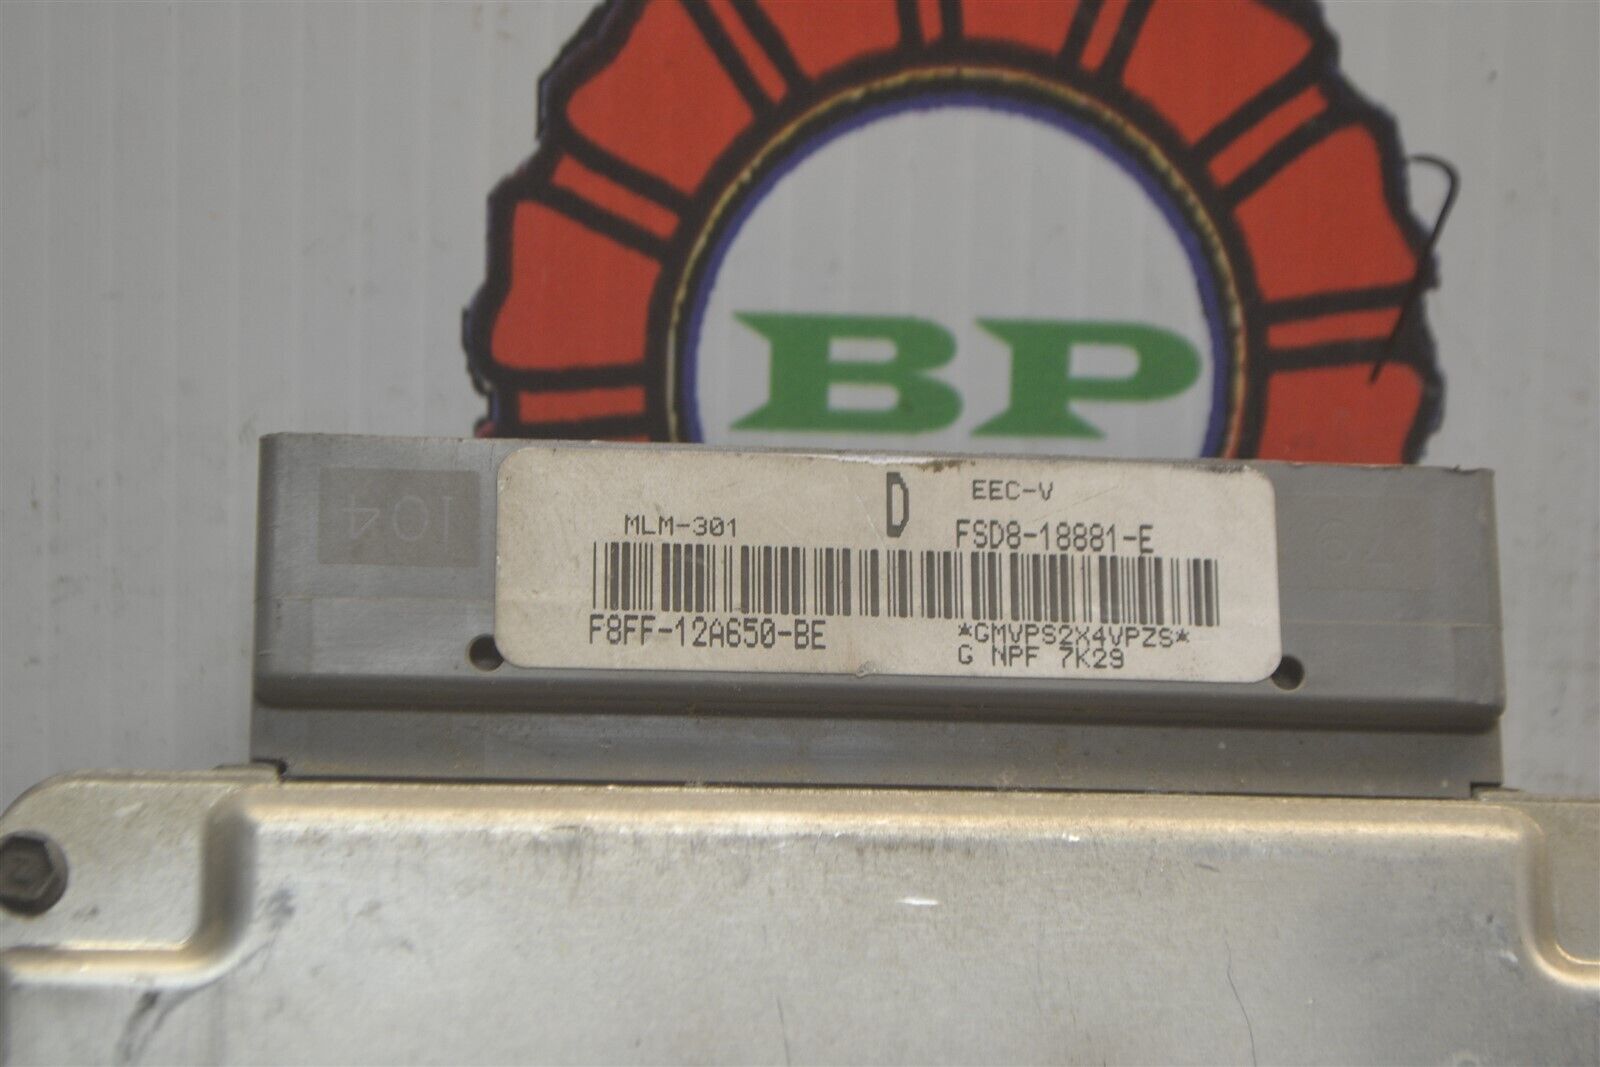 BP
104
D EEC-V
MLM-301 FSD8-18881-E
F8FF-12A650-BE *GMVPS2X4VPZS*
G NPF 7K29